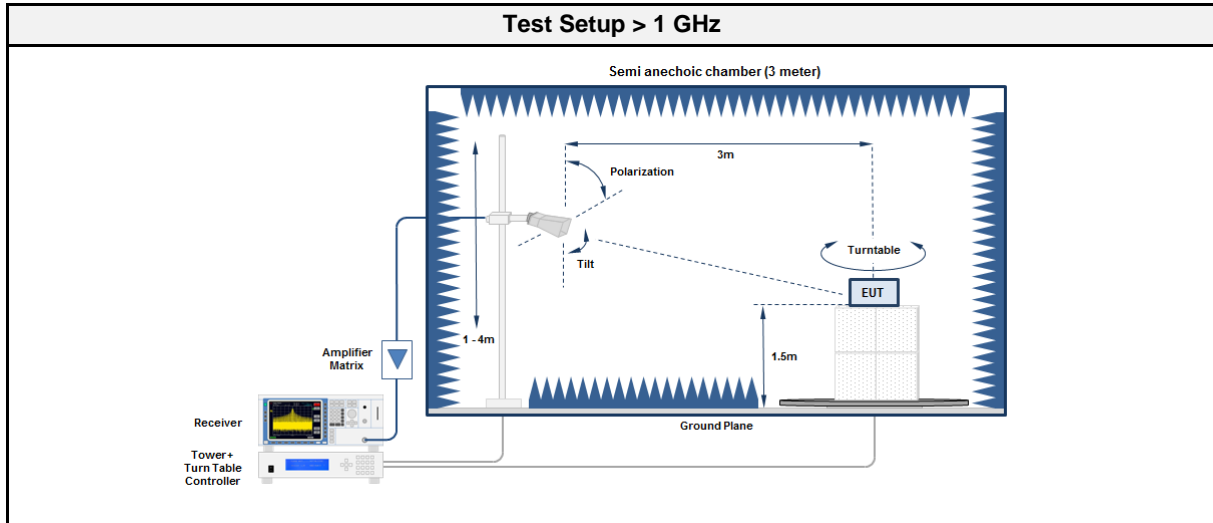 Test Setup > 1 GHz
Semi anechoic chamber (3 meter)
3m
Polarization
Tilt
Turntable
EUT
1 - 4m
1.5m
Amplifier
Matrix
Ground Plane
Receiver
Tower+
Turn Table
Controller